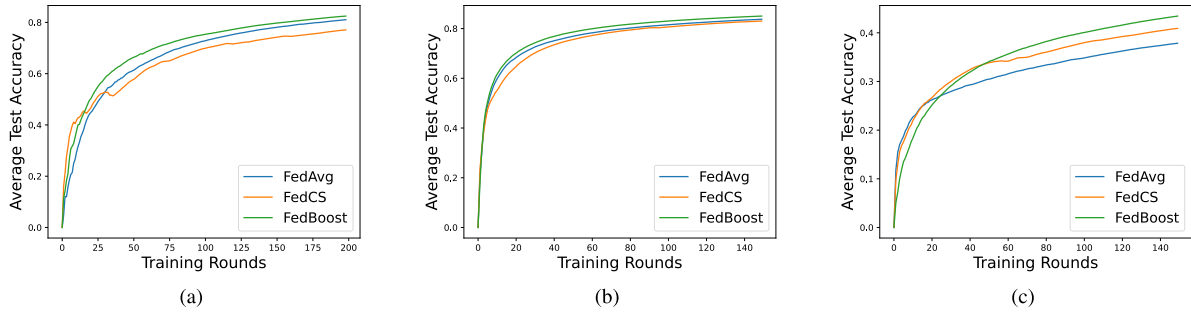 Average Test Accuracy
0.8
0.6
0.4
0.2
0.0
FedAvg
FedCS
FedBoost
0 25 50 75 100 125 150 175 200
Training Rounds
(a)
Average Test Accuracy
0.8
0.6
0.4
0.2
0.0
FedAvg
FedCS
FedBoost
0 20 40 60 80 100 120 140
Training Rounds
(b)
Average Test Accuracy
0.4
0.3
0.2
0.1
0.0
FedAvg
FedCS
FedBoost
0 20 40 60 80 100 120 140
Training Rounds
(c)